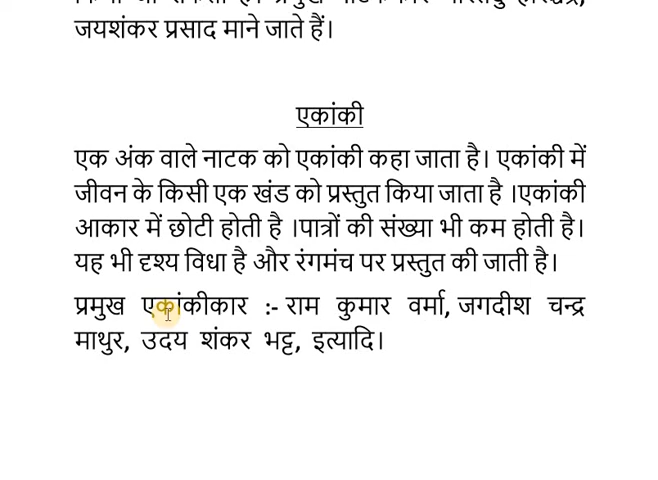 जयशंकर प्रसाद माने जाते हैं।
एकांकी
एक अंक वाले नाटक को एकांकी कहा जाता है। एकांकी में
जीवन के किसी एक खंड को प्रस्तुत किया जाता है ।एकांकी
आकार में छोटी होती है ।पात्रों की संख्या भी कम होती है।
यह भी दृश्य विधा है और रंगमंच पर प्रस्तुत की जाती है।
प्रमुख एकांकीकार :- राम कुमार वर्मा, जगदीश चन्द्र
माथुर, उदय शंकर भट्ट, इत्यादि।